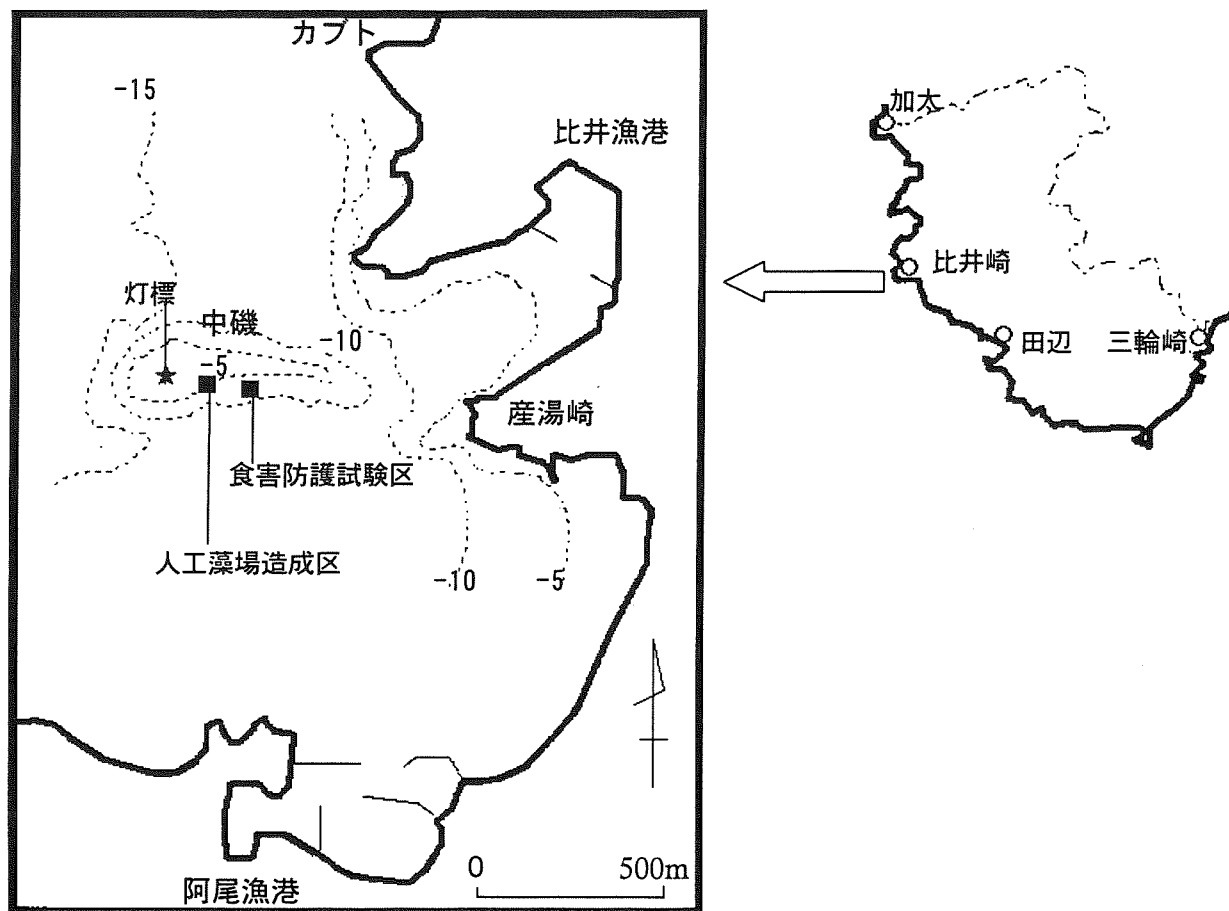 カブト
-15
比井漁港
灯標
中磯
-10
-5
産湯崎
食害防護試験区
人工藻場造成区
-10
-5
0 500m
阿尾漁港
加太
比井崎
田辺
三輪崎